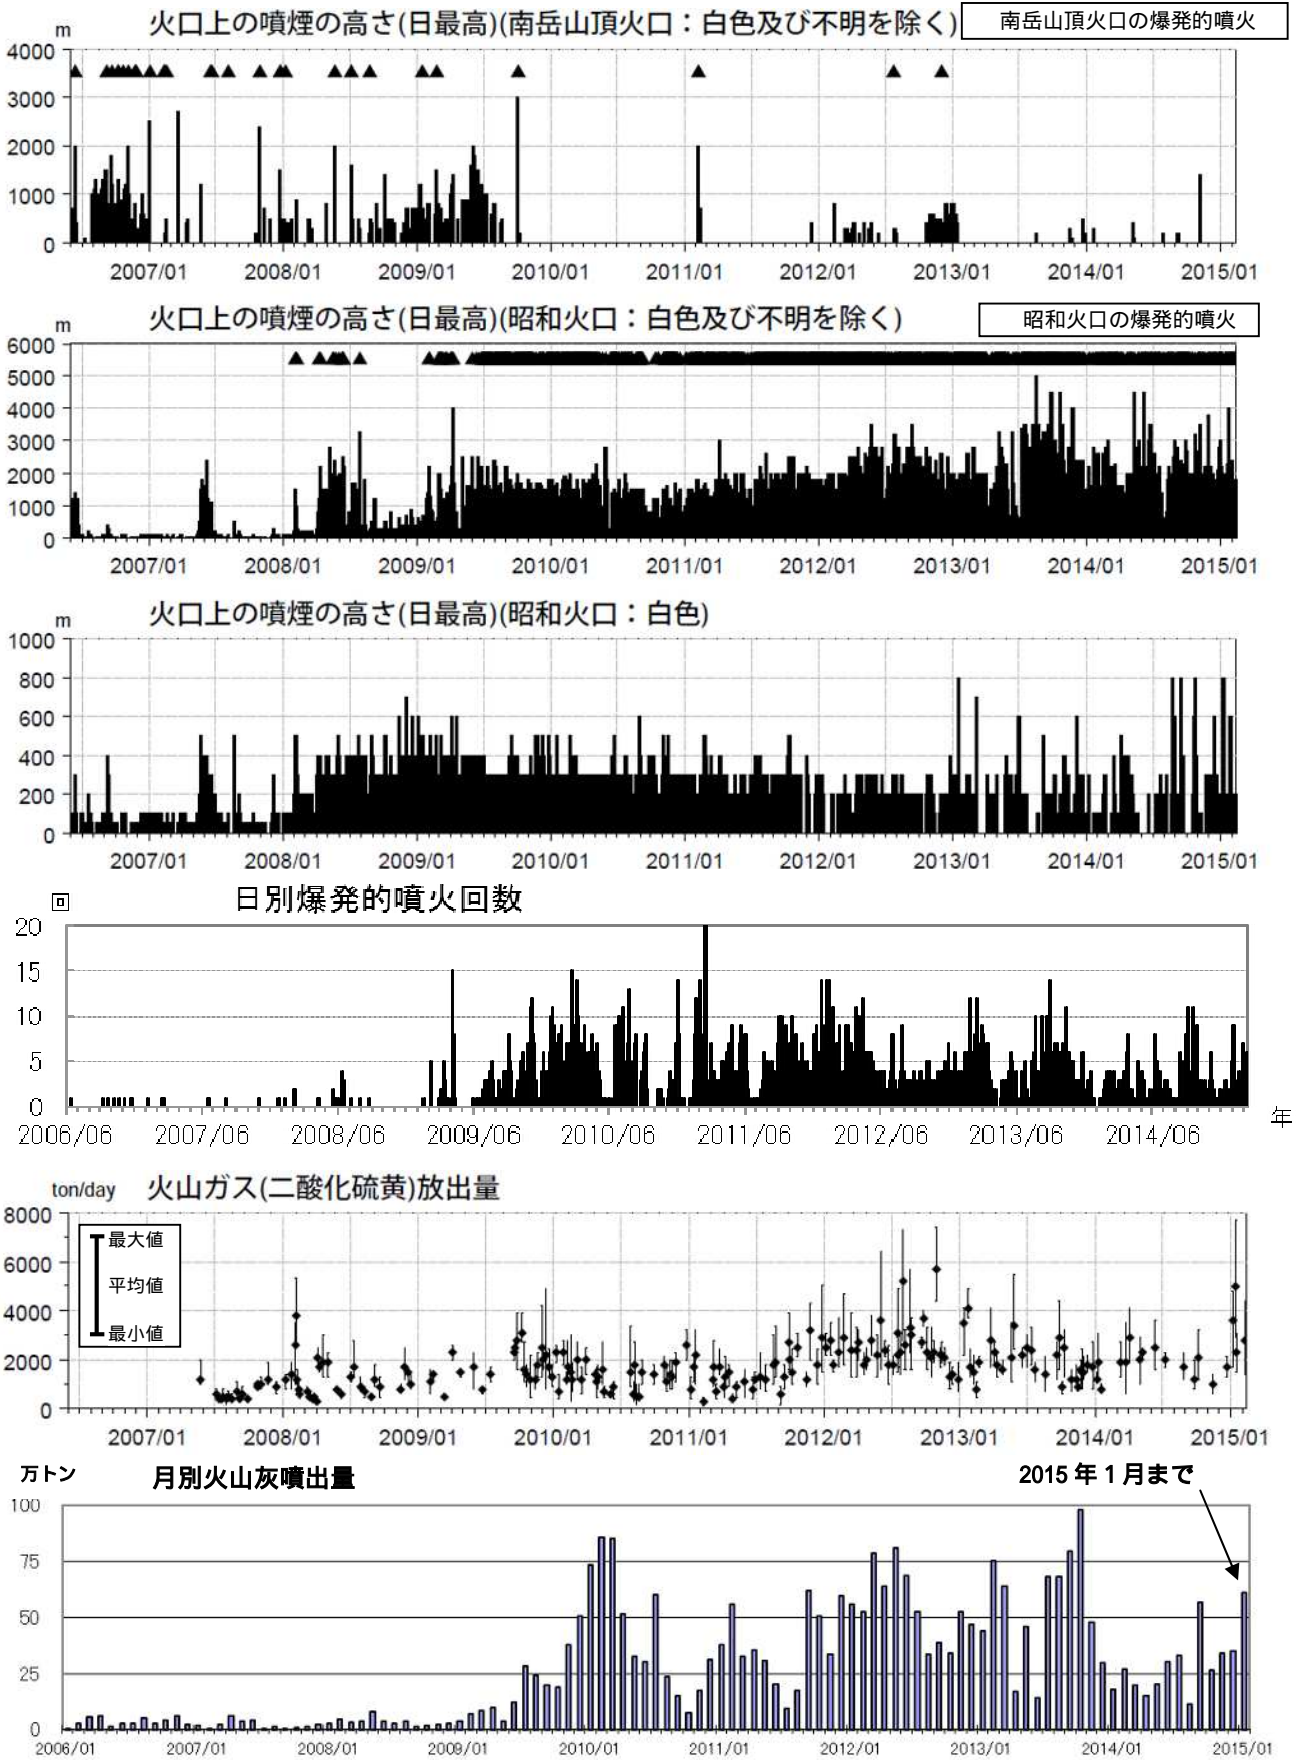 m 火口上の噴煙の高さ(日最高)(南岳山頂火口：白色及び不明を除く) 南岳山頂火口の爆発的噴火
4000
3000
2000
1000
0
2007/01 2008/01 2009/01 2010/01 2011/01 2012/01 2013/01 2014/01 2015/01
m 火口上の噴煙の高さ(日最高)(昭和火口：白色及び不明を除く) 昭和火口の爆発的噴火
6000
5000
4000
3000
2000
1000
0
2007/01 2008/01 2009/01 2010/01 2011/01 2012/01 2013/01 2014/01 2015/01
m 火口上の噴煙の高さ(日最高)(昭和火口：白色)
1000
800
600
400
200
0
2007/01 2008/01 2009/01 2010/01 2011/01 2012/01 2013/01 2014/01 2015/01
回 日別爆発的噴火回数
20
15
10
5
0
2006/06 2007/06 2008/06 2009/06 2010/06 2011/06 2012/06 2013/06 2014/06 年
ton/day 火山ガス(二酸化硫黄)放出量
8000
6000
4000
2000
0
最大値
平均値
最小値
2007/01 2008/01 2009/01 2010/01 2011/01 2012/01 2013/01 2014/01 2015/01
万トン 月別火山灰噴出量 2015 年 1 月まで
100
75
50
25
0
2006/01 2007/01 2008/01 2009/01 2010/01 2011/01 2012/01 2013/01 2014/01 2015/01